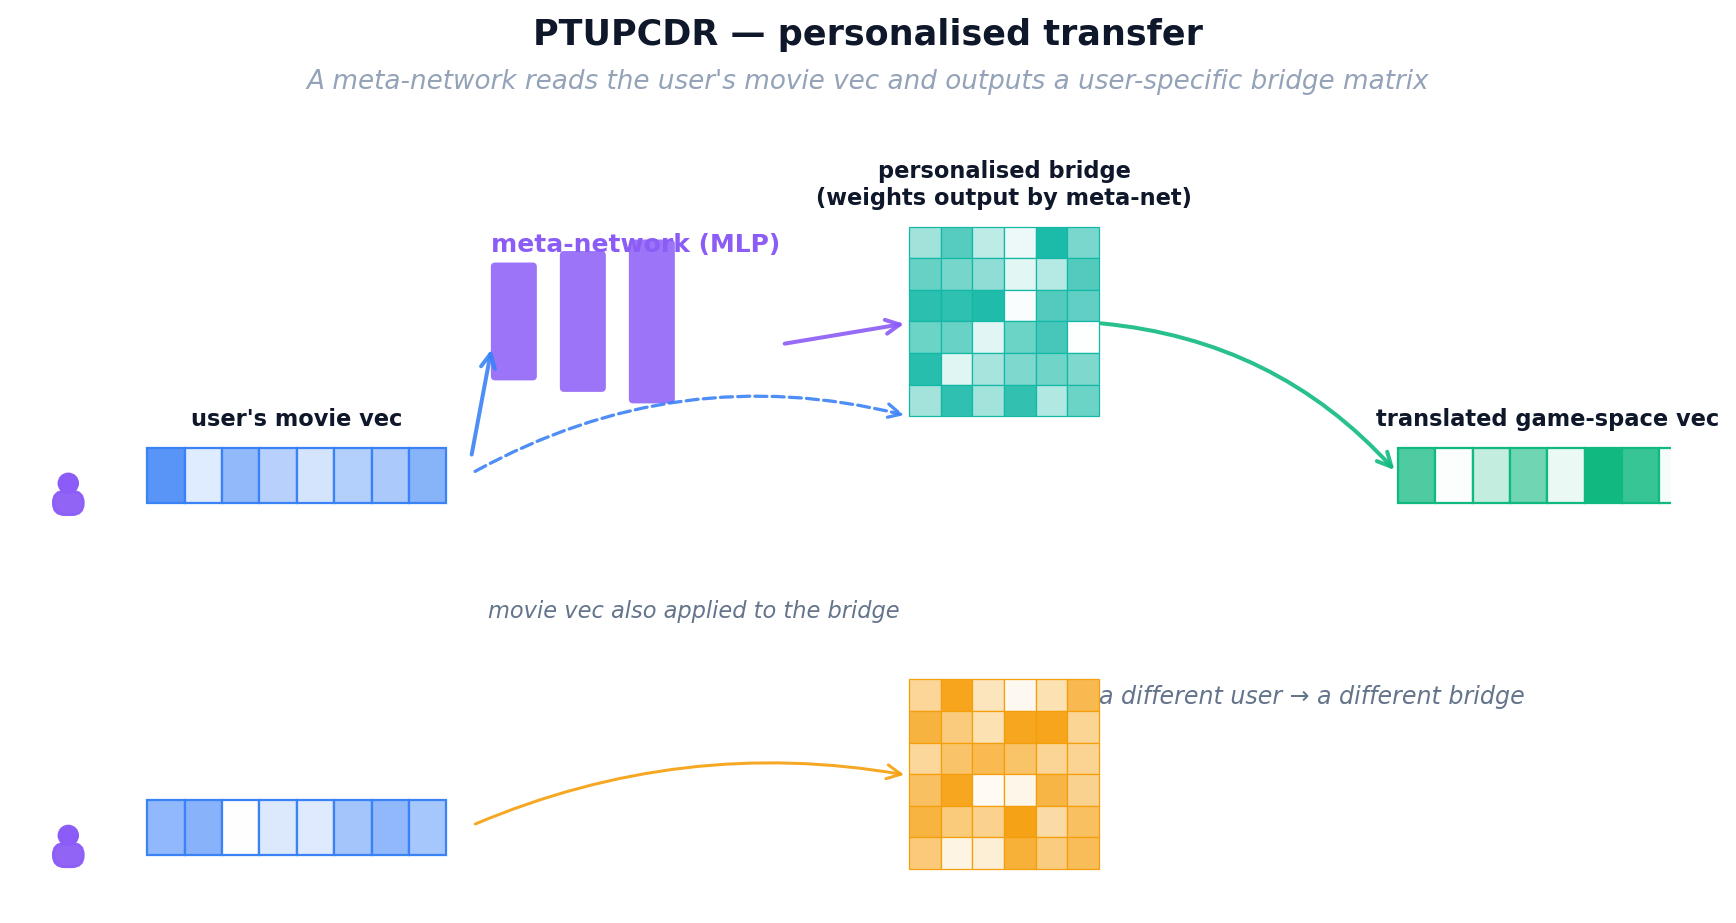 PTUPCDR — personalised transfer
A meta-network reads the user's movie vec and outputs a user-specific bridge matrix
personalised bridge
(weights output by meta-net)
meta-network (MLP)
user's movie vec
translated game-space vec
movie vec also applied to the bridge
a different user → a different bridge